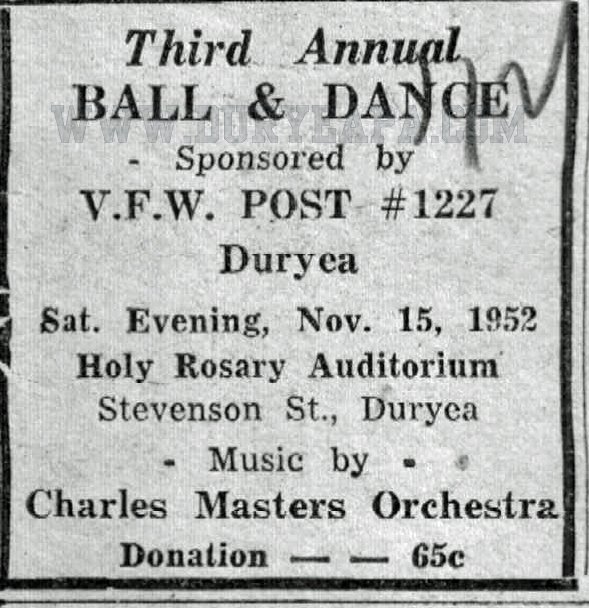 Third Annual
BALL & DANCE
WWW.DURYEAPA.COM
- Sponsored by
V.F.W. POST #1227
Duryea
Sat. Evening, Nov. 15, 1952
Holy Rosary Auditorium
Stevenson St., Duryea
- Music by -
Charles Masters Orchestra
Donation — — 65c